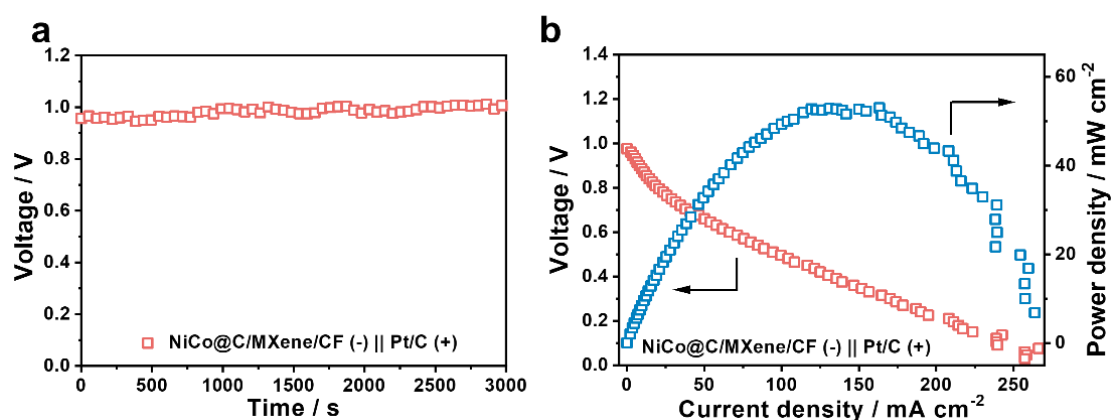 a
1.2
1.0
0.8
0.6
0.4
0.2
0.0
Voltage / V
NiCo@C/MXene/CF (-) || Pt/C (+)
0 500 1000 1500 2000 2500 3000
Time / s
b
1.4
1.2
1.0
0.8
0.6
0.4
0.2
0.0
Voltage / V
60
40
20
0
Power density / mW cm-2
NiCo@C/MXene/CF (-) || Pt/C (+)
0 50 100 150 200 250
Current density / mA cm-2